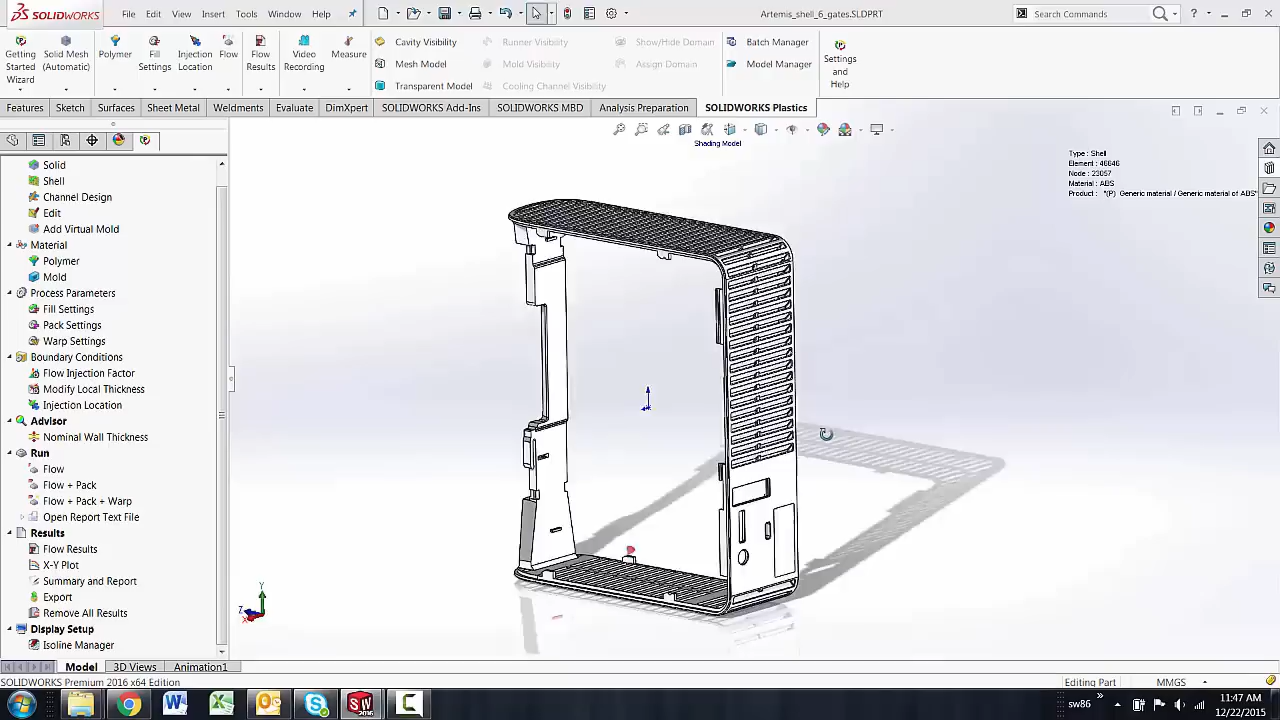 SOLIDWORKS
File Edit View Insert Tools Window Help
Artemis_shell_6_gates.SLDPRT
Search Commands
Getting Started Wizard
Solid Mesh (Automatic)
Polymer
Fill Settings
Injection Location
Flow
Flow Results
Video Recording
Measure
Cavity Visibility
Mesh Model
Transparent Model
Runner Visibility
Mold Visibility
Cooling Channel Visibility
Show/Hide Domain
Assign Domain
Batch Manager
Model Manager
Settings and Help
Features Sketch Surfaces Sheet Metal Weldments Evaluate DimXpert SOLIDWORKS Add-Ins SOLIDWORKS MBD Analysis Preparation SOLIDWORKS Plastics
Shading Model
Type : Shell
Element : 46646
Node : 23057
Material : ABS
Product : "(P) Generic material / Generic material of ABS"
Solid
Shell
Channel Design
Edit
Add Virtual Mold
Material
Polymer
Mold
Process Parameters
Fill Settings
Pack Settings
Warp Settings
Boundary Conditions
Flow Injection Factor
Modify Local Thickness
Injection Location
Advisor
Nominal Wall Thickness
Run
Flow
Flow + Pack
Flow + Pack + Warp
Open Report Text File
Results
Flow Results
X-Y Plot
Summary and Report
Export
Remove All Results
Display Setup
Isoline Manager
Y
Z
X
Model 3D Views Animation1
SOLIDWORKS Premium 2016 x64 Edition
Editing Part
MMGS
sw86
11:47 AM
12/22/2015